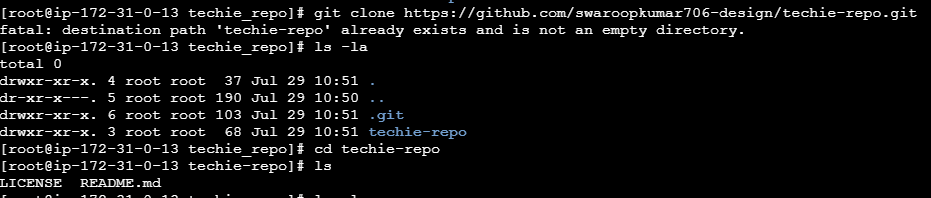 [root@ip-172-31-0-13 techie_repo]# git clone https://github.com/swaroopkumar706-design/techie-repo.git
fatal: destination path 'techie-repo' already exists and is not an empty directory.
[root@ip-172-31-0-13 techie_repo]# ls -la
total 0
drwxr-xr-x. 4 root root  37 Jul 29 10:51 .
dr-xr-x---. 5 root root 190 Jul 29 10:50 ..
drwxr-xr-x. 6 root root 103 Jul 29 10:51 .git
drwxr-xr-x. 3 root root  68 Jul 29 10:51 techie-repo
[root@ip-172-31-0-13 techie_repo]# cd techie-repo
[root@ip-172-31-0-13 techie-repo]# ls
LICENSE  README.md